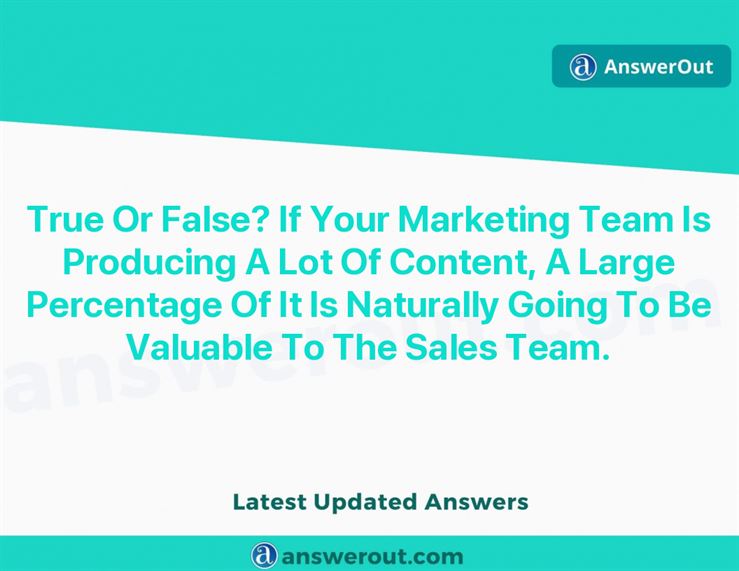 AnswerOut
True Or False? If Your Marketing Team Is
Producing A Lot Of Content, A Large
Percentage Of It Is Naturally Going To Be
Valuable To The Sales Team.
answerout.com
Latest Updated Answers
answerout.com